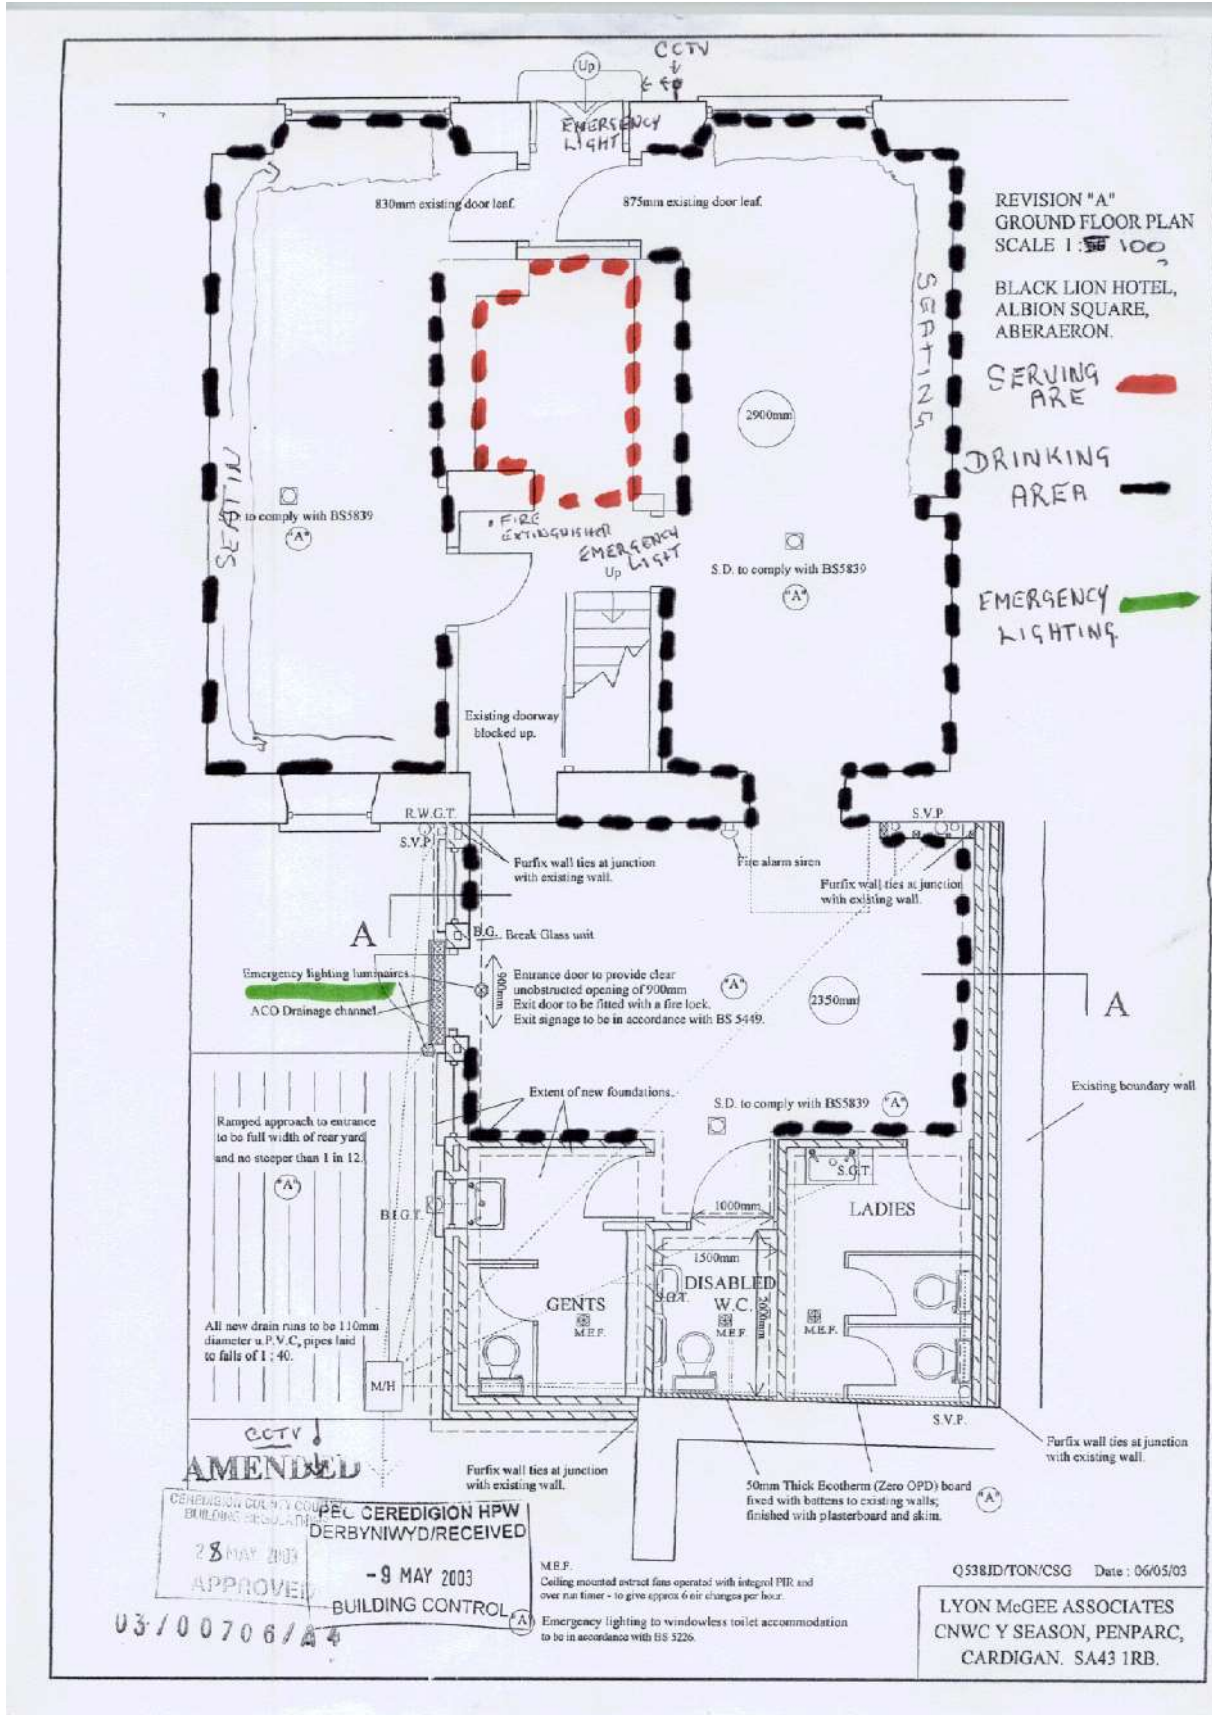 CCTV
Up
EMERGENCY
LIGHT
830mm existing door leaf.
875mm existing door leaf.
REVISION "A"
GROUND FLOOR PLAN
SCALE 1 : 100
BLACK LION HOTEL,
ALBION SQUARE,
ABERAERON.
SERVING
ARE
DRINKING
AREA
EMERGENCY
LIGHTING
SEATING
2900mm
SEATIN
S.D. to comply with BS5839
"A"
FIRE
EXTINGUISHER
EMERGENCY
LIGHT
Up
S.D. to comply with BS5839
"A"
Existing doorway
blocked up.
R.W.G.T.
S.V.P.
S.V.P.
Furfix wall ties at junction
with existing wall.
Fire alarm siren
Furfix wall ties at junction
with existing wall.
A
B.G. Break Glass unit
Emergency lighting luminaires
ACO Drainage channel
900mm
Entrance door to provide clear
unobstructed opening of 900mm
Exit door to be fitted with a fire lock.
Exit signage to be in accordance with BS 5449.
"A"
2350mm
A
Existing boundary wall
Extent of new foundations.
S.D. to comply with BS5839 "A"
Ramped approach to entrance
to be full width of rear yard
and no steeper than 1 in 12.
"A"
B.I.G.T.
S.G.T.
LADIES
1000mm
1500mm
DISABLED
W.C.
S.G.T.
2000mm
GENTS
M.E.F.
M.E.F.
M.E.F.
All new drain runs to be 110mm
diameter u.P.V.C, pipes laid
to falls of 1 : 40.
M/H
S.V.P.
CCTV
AMENDED
Furfix wall ties at junction
with existing wall.
Furfix wall ties at junction
with existing wall.
50mm Thick Ecotherm (Zero OPD) board
fixed with battens to existing walls;
finished with plasterboard and skim.
"A"
CEREDIGION COUNTY COUNCIL
BUILDING REGULATIONS
28 MAY 2003
APPROVED
PEC CEREDIGION HPW
DERBYNIWYD/RECEIVED
- 9 MAY 2003
BUILDING CONTROL
03/00706/A4
M.E.F.
Ceiling mounted extract fans operated with integral PIR and
over run timer - to give approx 6 air changes per hour.
"A" Emergency lighting to windowless toilet accommodation
to be in accordance with BS 5226.
Q538JD/TON/CSG Date : 06/05/03
LYON McGEE ASSOCIATES
CNWC Y SEASON, PENPARC,
CARDIGAN. SA43 1RB.